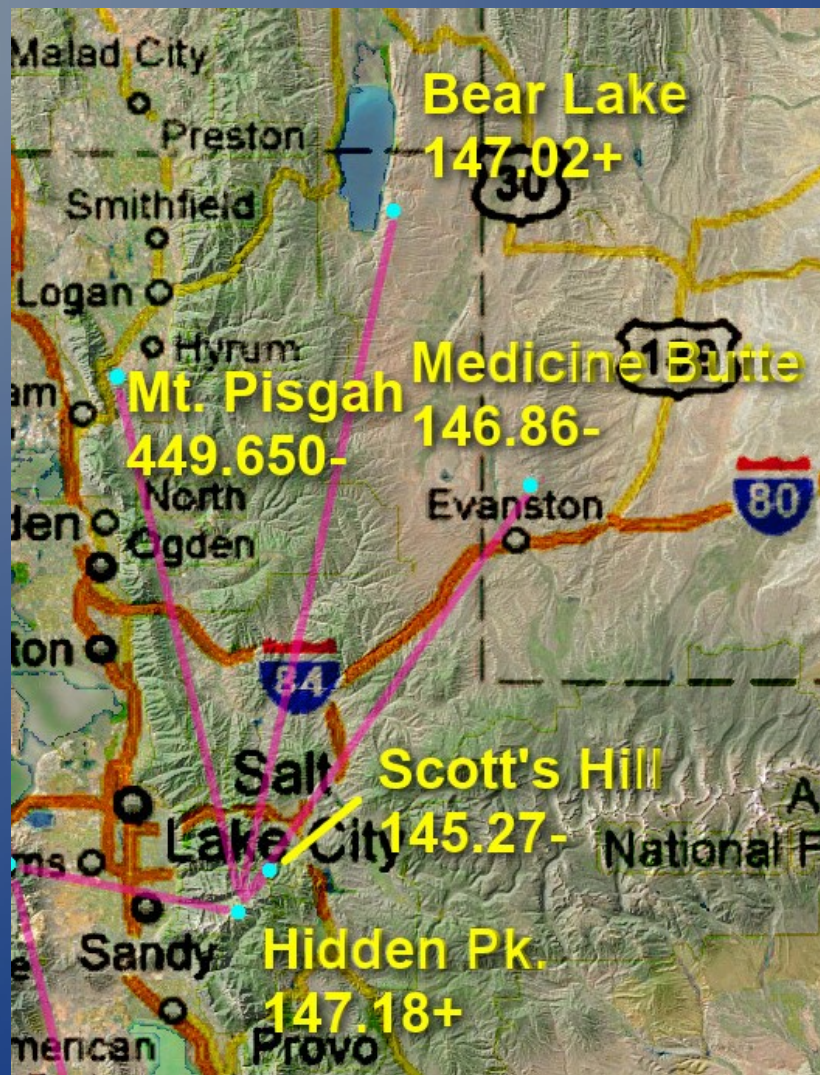 Malad City
Bear Lake
147.02+
Preston
30
Smithfield
Logan
Hyrum
Medicine Butte
146.86-
Mt. Pisgah
449.650-
North
Ogden
Evanston
80
84
Salt
Lake City
Scott's Hill
145.27-
National F
Sandy
Hidden Pk.
147.18+
merican
Provo